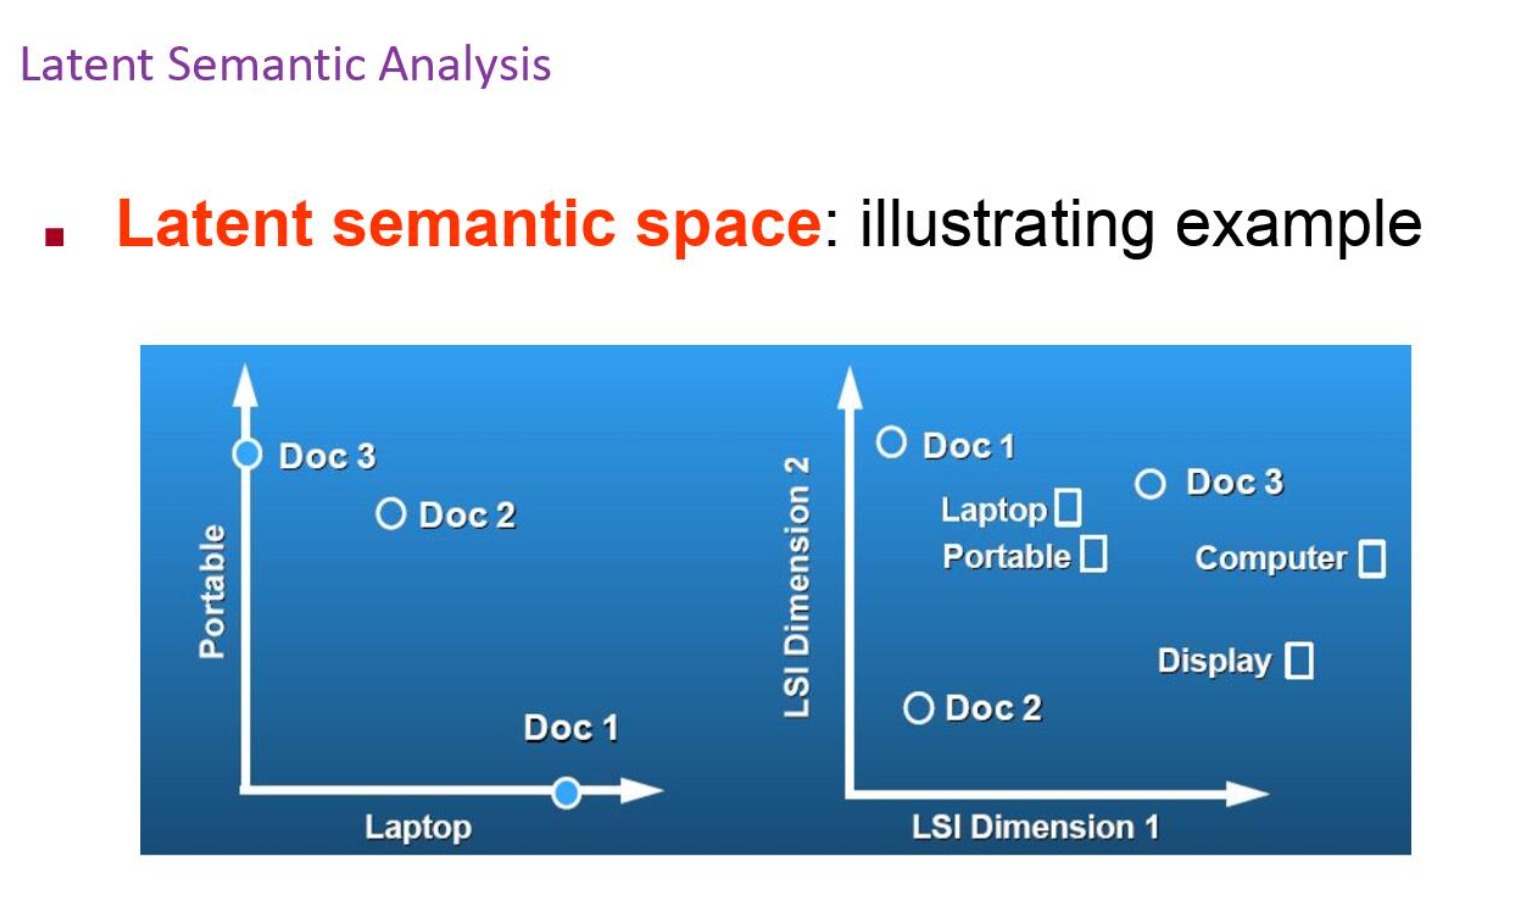 Latent Semantic Analysis
Latent semantic space: illustrating example
Doc 3
Doc 2
Portable
Doc 1
Laptop
Doc 1
Doc 3
Laptop
Portable
Computer
LSI Dimension 2
Display
Doc 2
LSI Dimension 1